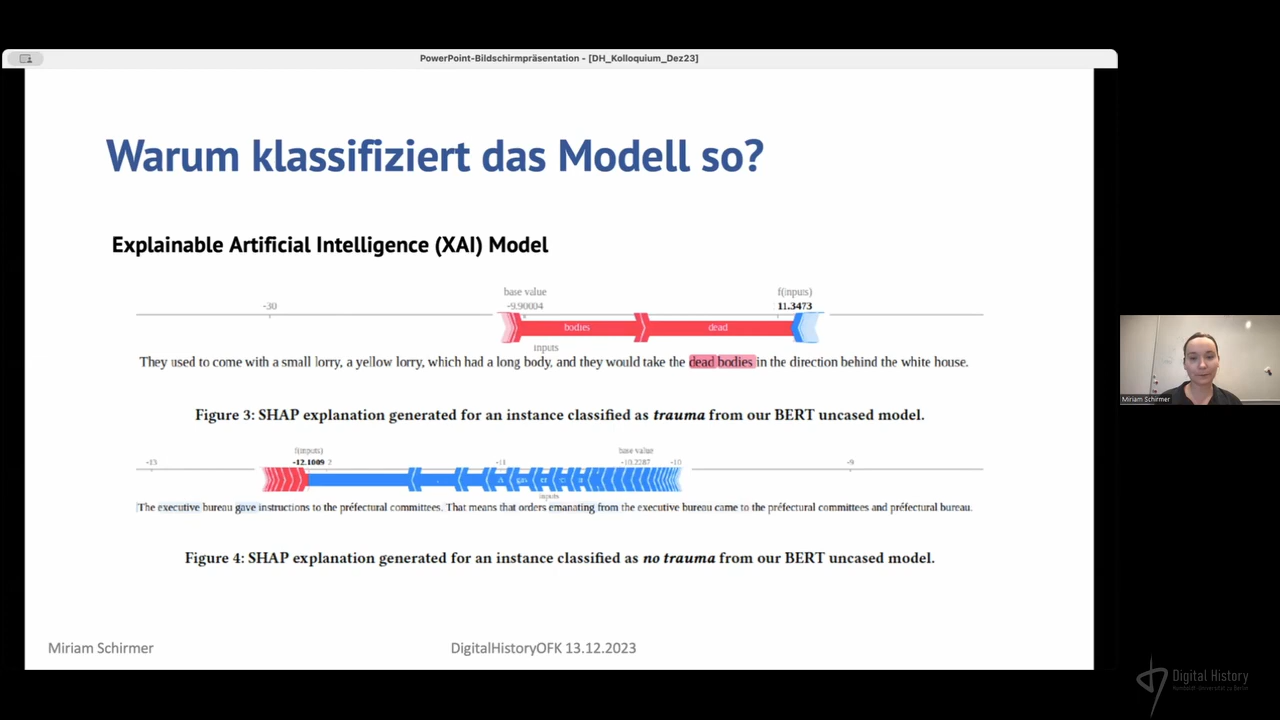 PowerPoint-Bildschirmpräsentation - [DH_Kolloquium_Dez23]
Warum klassifiziert das Modell so?
Explainable Artificial Intelligence (XAI) Model
base value f(inputs)
-30 -9.90004 11.3473
bodies dead
inputs
They used to come with a small lorry, a yellow lorry, which had a long body, and they would take the dead bodies in the direction behind the white house.
Figure 3: SHAP explanation generated for an instance classified as trauma from our BERT uncased model.
f(inputs) base value
-13 -12.1009 2 -11 -10.2287 -10 -9
inputs
The executive bureau gave instructions to the préfectural committees. That means that orders emanating from the executive bureau came to the préfectural committees and préfectural bureau.
Figure 4: SHAP explanation generated for an instance classified as no trauma from our BERT uncased model.
Miriam Schirmer DigitalHistoryOFK 13.12.2023
Miriam Schirmer
Digital History
Humboldt-Universität zu Berlin